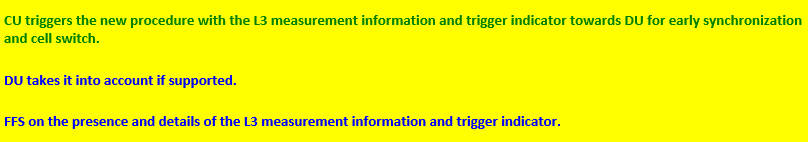 CU triggers the new procedure with the L3 measurement information and trigger indicator towards DU for early synchronization
and cell switch.
DU takes it into account if supported.
FFS on the presence and details of the L3 measurement information and trigger indicator.